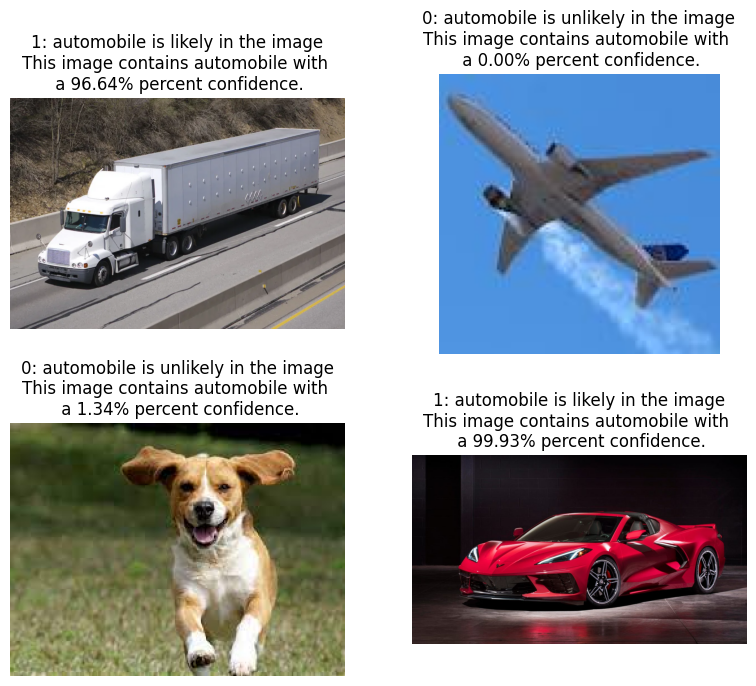 1: automobile is likely in the image
This image contains automobile with
a 96.64% percent confidence.
0: automobile is unlikely in the image
This image contains automobile with
a 0.00% percent confidence.
0: automobile is unlikely in the image
This image contains automobile with
a 1.34% percent confidence.
1: automobile is likely in the image
This image contains automobile with
a 99.93% percent confidence.